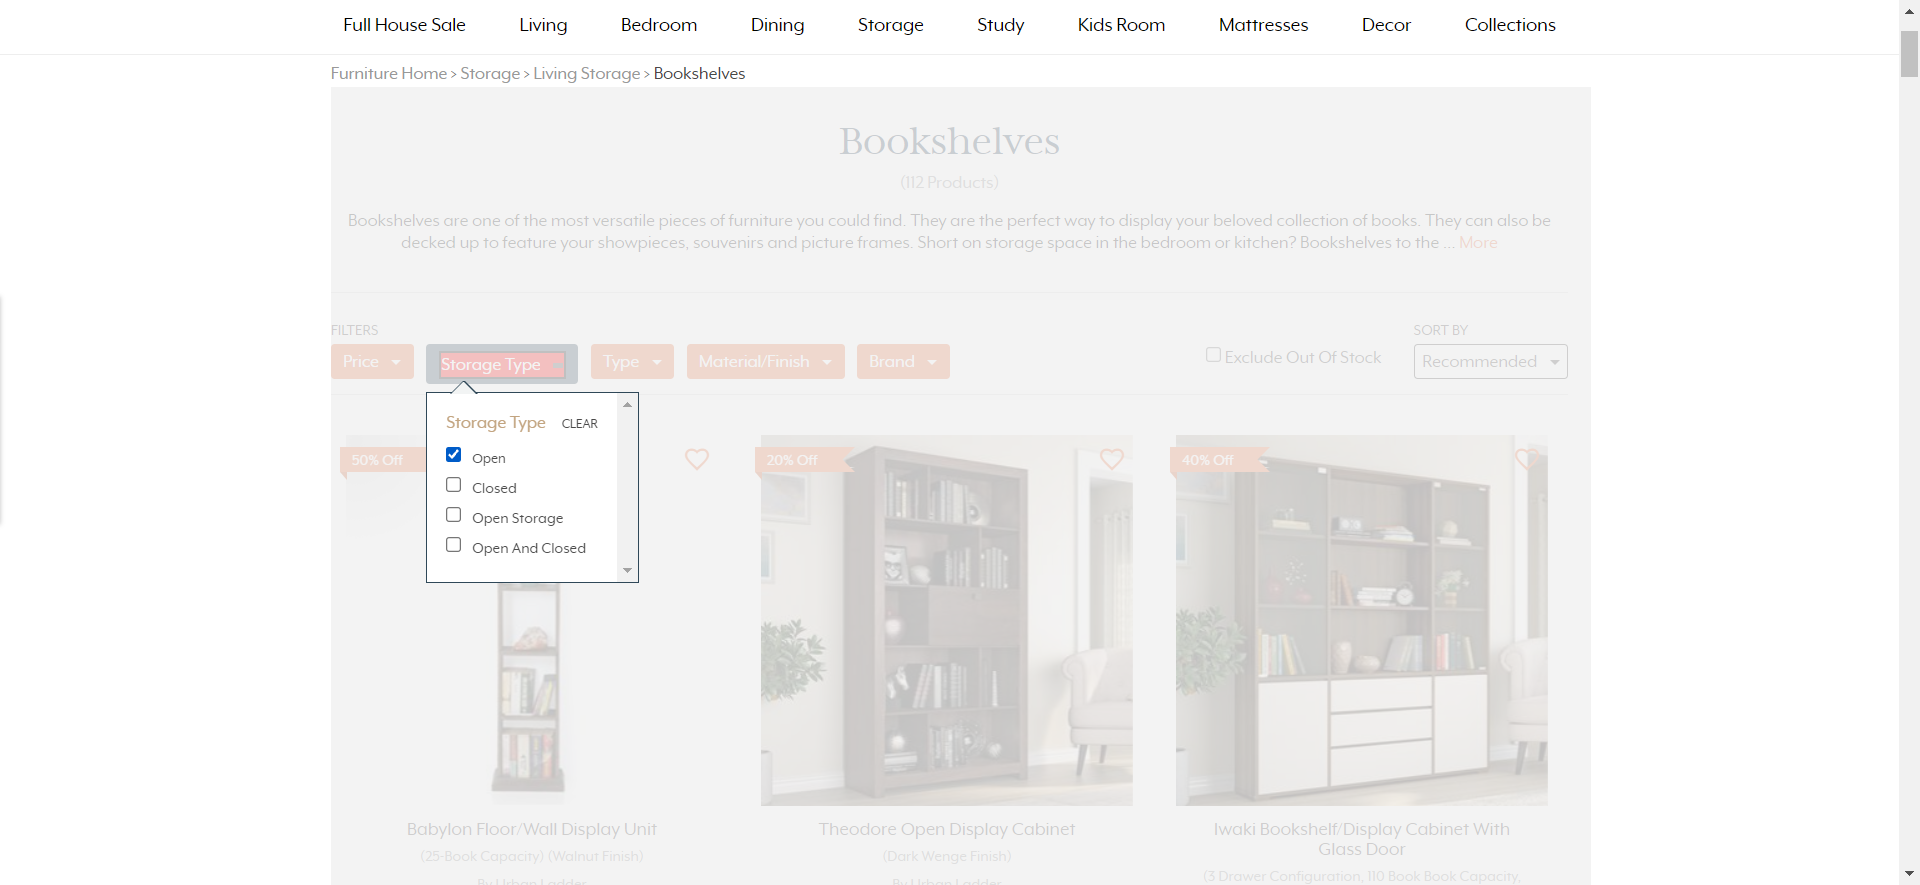 Full House Sale Living Bedroom Dining Storage Study Kids Room Mattresses Decor Collections
Furniture Home > Storage > Living Storage > Bookshelves
Bookshelves
(112 Products)
Bookshelves are one of the most versatile pieces of furniture you could find. They are the perfect way to display your beloved collection of books. They can also be
decked up to feature your showpieces, souvenirs and picture frames. Short on storage space in the bedroom or kitchen? Bookshelves to the ... More
FILTERS SORT BY
Price Storage Type Type Material/Finish Brand Exclude Out Of Stock Recommended
Storage Type CLEAR
Open
Closed
Open Storage
Open And Closed
50% Off 20% Off 40% Off
Babylon Floor/Wall Display Unit
(25-Book Capacity) (Walnut Finish)
By Urban Ladder
Theodore Open Display Cabinet
(Dark Wenge Finish)
By Urban Ladder
Iwaki Bookshelf/Display Cabinet With
Glass Door
(3 Drawer Configuration, 110 Book Book Capacity,